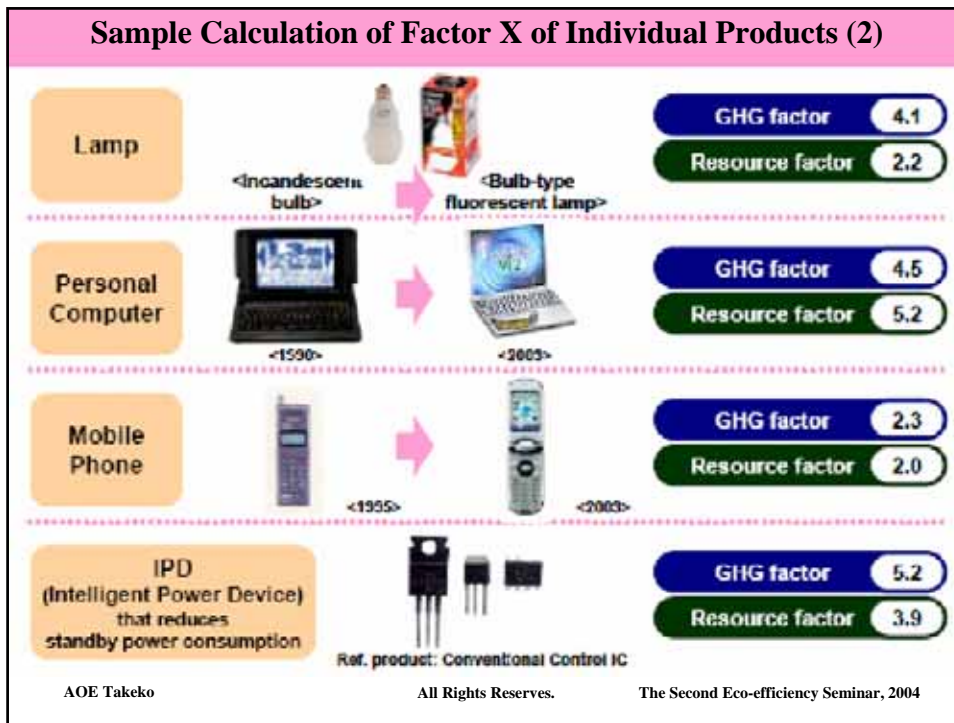 Sample Calculation of Factor X of Individual Products (2)
Lamp
<Incandescent
bulb>
<Bulb-type
fluorescent lamp>
GHG factor 4.1
Resource factor 2.2
Personal
Computer
<1990>
<2003>
GHG factor 4.5
Resource factor 5.2
Mobile
Phone
<1995>
<2003>
GHG factor 2.3
Resource factor 2.0
IPD
(Intelligent Power Device)
that reduces
standby power consumption
Ref. product: Conventional Control IC
GHG factor 5.2
Resource factor 3.9
AOE Takeko All Rights Reserves. The Second Eco-efficiency Seminar, 2004